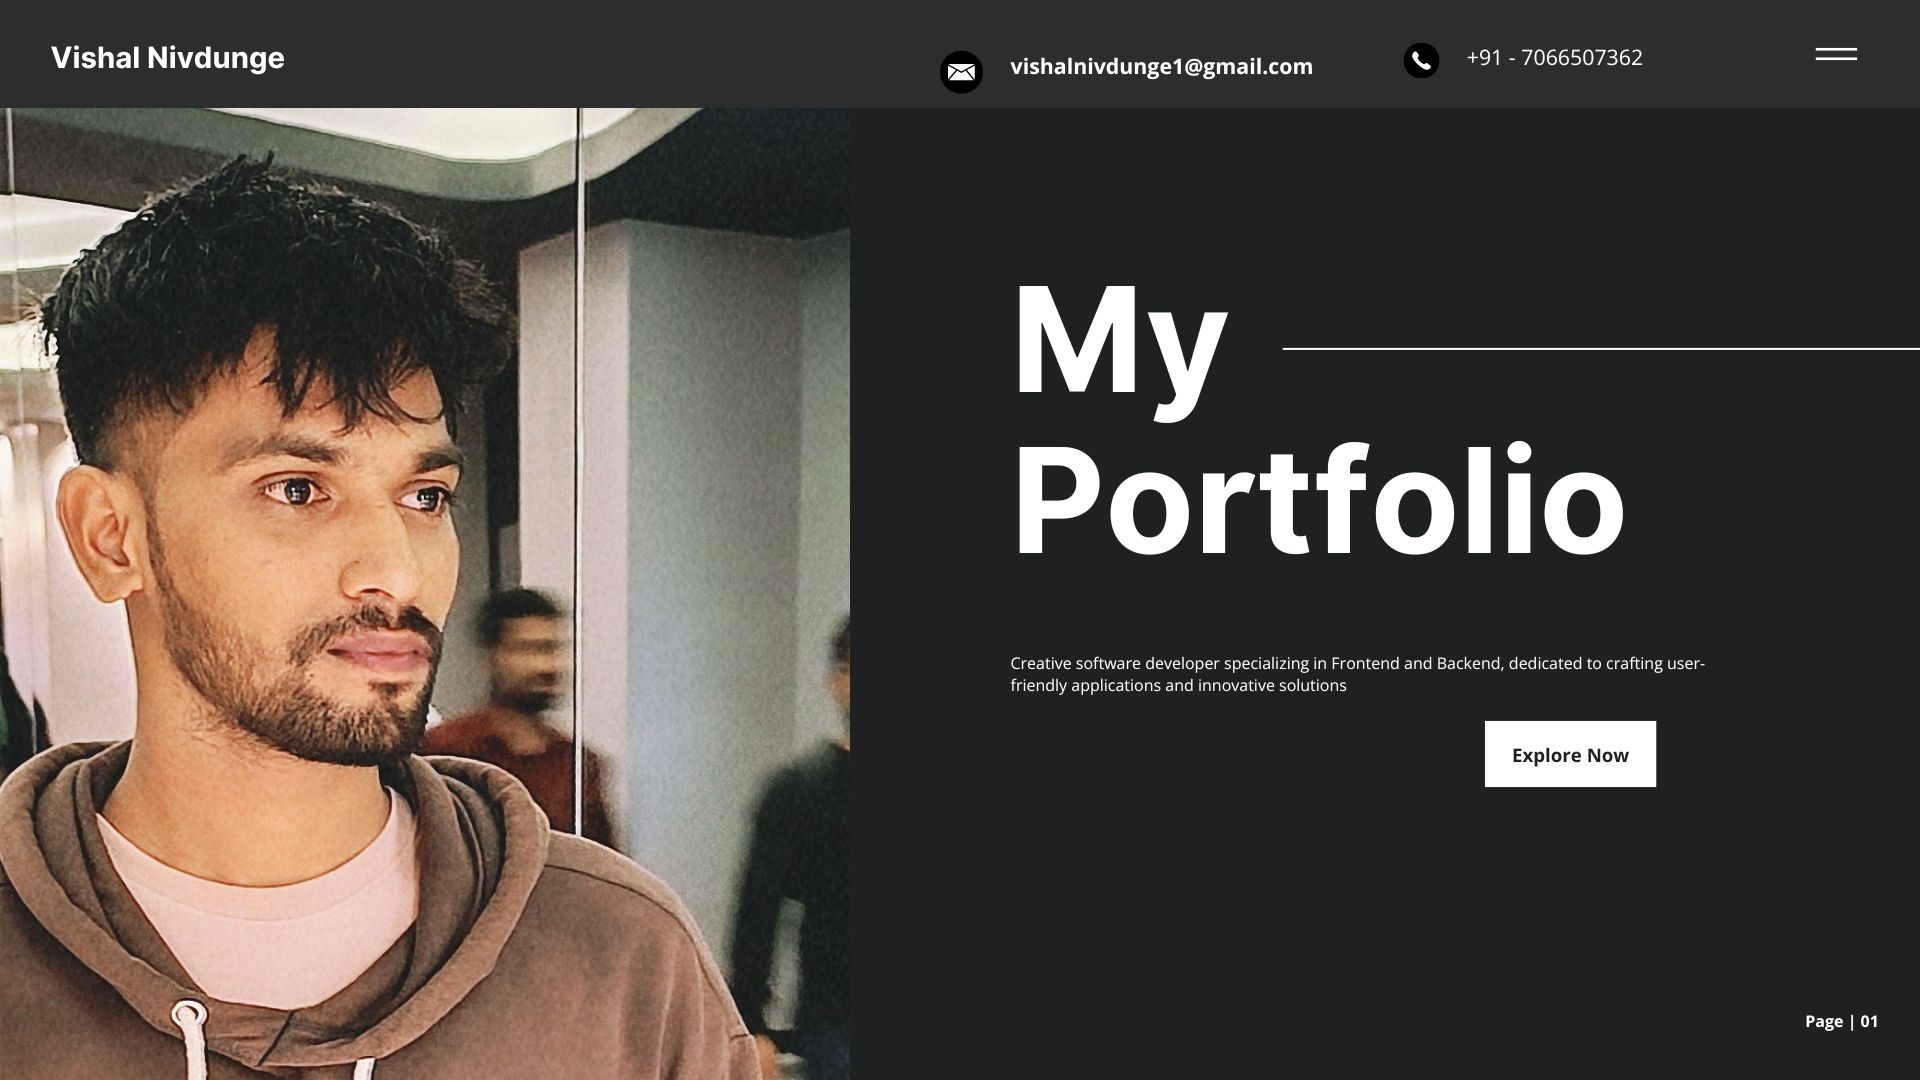 Vishal Nivdunge
vishalnivdunge1@gmail.com
+91 - 7066507362
My
Portfolio
Creative software developer specializing in Frontend and Backend, dedicated to crafting user-
friendly applications and innovative solutions
Explore Now
Page | 01